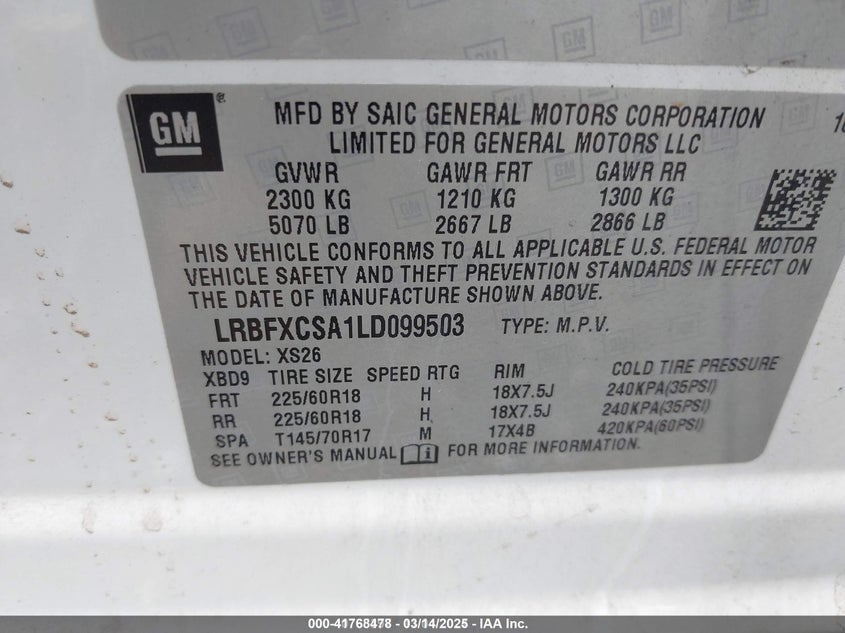 GM
MFD BY SAIC GENERAL MOTORS CORPORATION
LIMITED FOR GENERAL MOTORS LLC
GVWR GAWR FRT GAWR RR
2300 KG 1210 KG 1300 KG
5070 LB 2667 LB 2866 LB
THIS VEHICLE CONFORMS TO ALL APPLICABLE U.S. FEDERAL MOTOR
VEHICLE SAFETY AND THEFT PREVENTION STANDARDS IN EFFECT ON
THE DATE OF MANUFACTURE SHOWN ABOVE.
LRBFXCSA1LD099503 TYPE: M.P.V.
MODEL: XS26
XBD9 TIRE SIZE SPEED RTG RIM COLD TIRE PRESSURE
FRT 225/60R18 H 18X7.5J 240KPA(35PSI)
RR 225/60R18 H 18X7.5J 240KPA(35PSI)
SPA T145/70R17 M 17X4B 420KPA(60PSI)
SEE OWNER'S MANUAL FOR MORE INFORMATION.
000-41768478 - 03/14/2025 - IAA Inc.